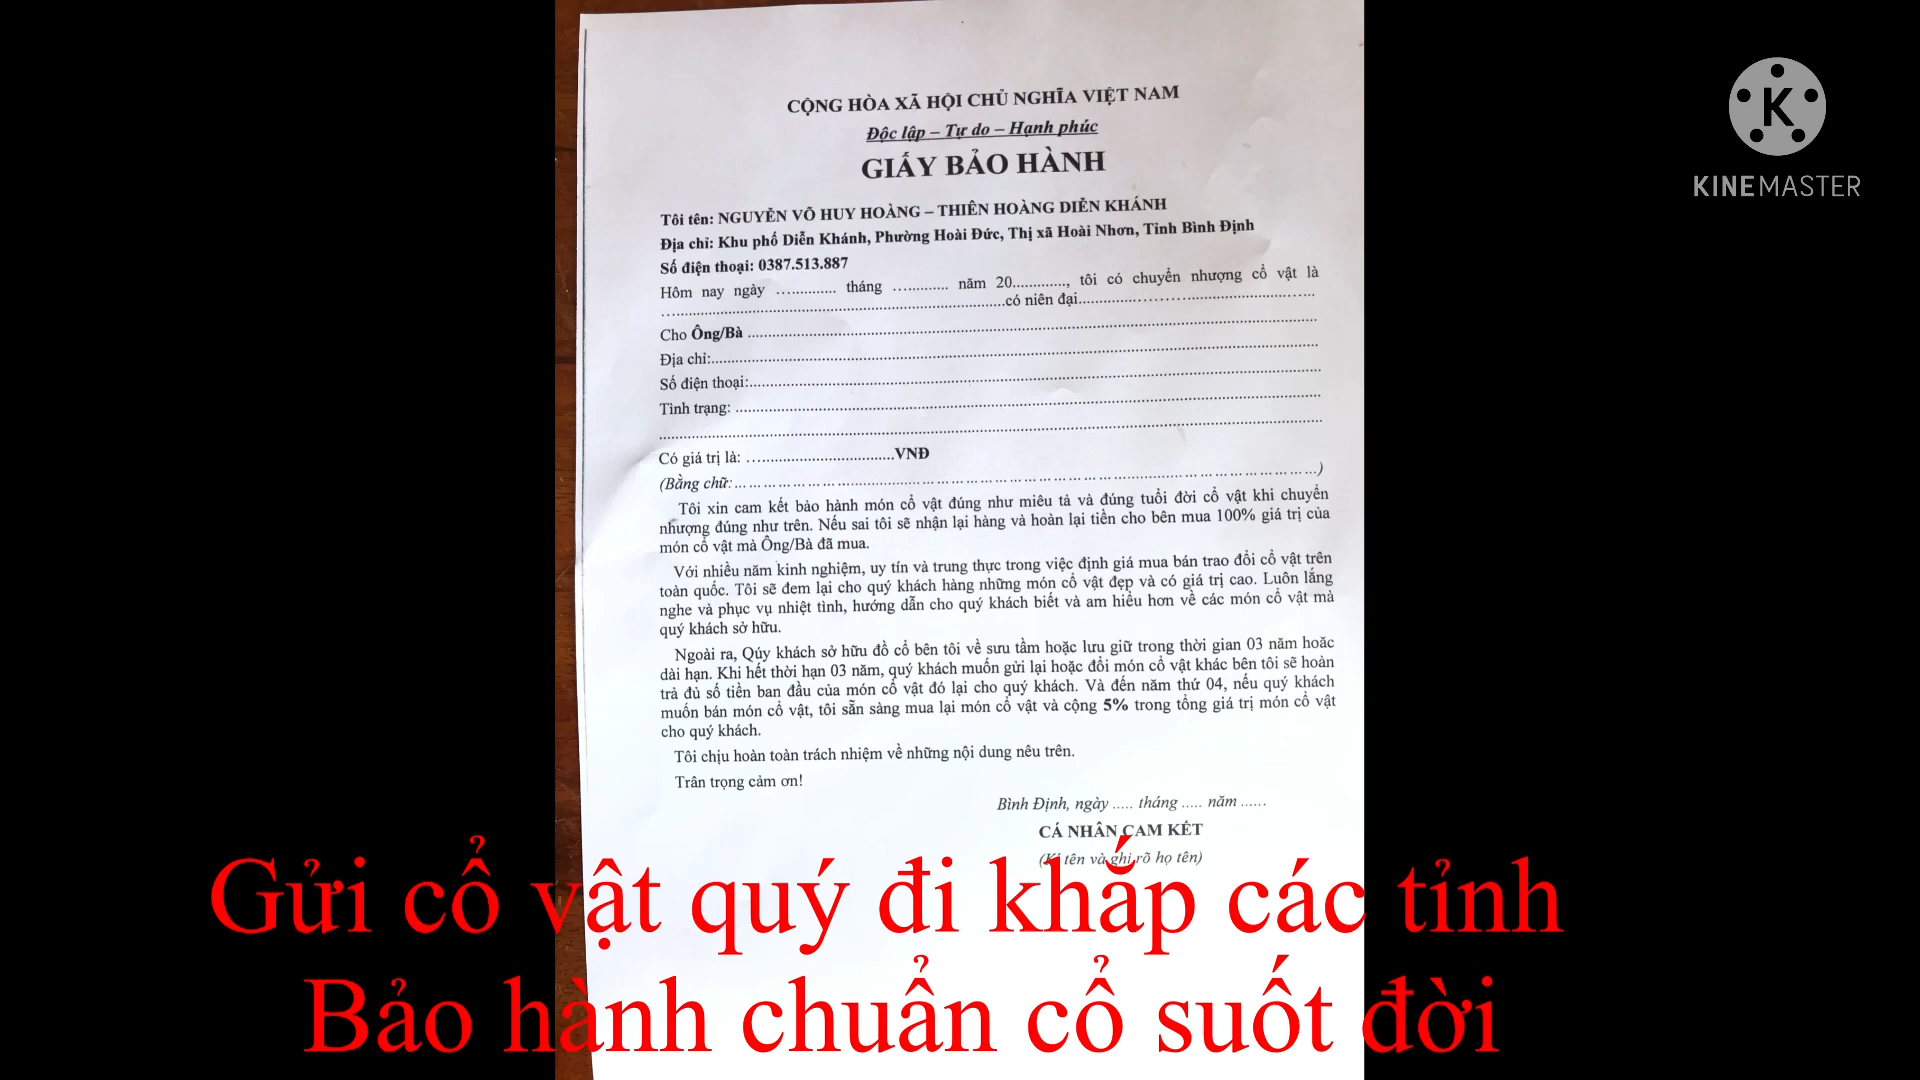 CỘNG HÒA XÃ HỘI CHỦ NGHĨA VIỆT NAM
Độc lập – Tự do – Hạnh phúc
GIẤY BẢO HÀNH
Tôi tên: NGUYỄN VÕ HUY HOÀNG – THIÊN HOÀNG DIỄN KHÁNH
Địa chỉ: Khu phố Diễn Khánh, Phường Hoài Đức, Thị xã Hoài Nhơn, Tỉnh Bình Định
Số điện thoại: 0387.513.887
Hôm nay ngày .............. tháng .............. năm 20............., tôi có chuyển nhượng cổ vật là
....................................................................................có niên đại..........................................................
Cho Ông/Bà ..............................................................................................................
Địa chỉ:..............................................................................................................
Số điện thoại:..............................................................................................................
Tình trạng: ..............................................................................................................
..............................................................................................................
Có giá trị là: ....................................VNĐ
(Bằng chữ:..............................................................................................................)
Tôi xin cam kết bảo hành món cổ vật đúng như miêu tả và đúng tuổi đời cổ vật khi chuyển
nhượng đúng như trên. Nếu sai tôi sẽ nhận lại hàng và hoàn lại tiền cho bên mua 100% giá trị của
món cổ vật mà Ông/Bà đã mua.
Với nhiều năm kinh nghiệm, uy tín và trung thực trong việc định giá mua bán trao đổi cổ vật trên
toàn quốc. Tôi sẽ đem lại cho quý khách hàng những món cổ vật đẹp và có giá trị cao. Luôn lắng
nghe và phục vụ nhiệt tình, hướng dẫn cho quý khách biết và am hiểu hơn về các món cổ vật mà
quý khách sở hữu.
Ngoài ra, Qúy khách sở hữu đồ cổ bên tôi về sưu tầm hoặc lưu giữ trong thời gian 03 năm hoăc
dài hạn. Khi hết thời hạn 03 năm, quý khách muốn gửi lại hoặc đổi món cổ vật khác bên tôi sẽ hoàn
trả đủ số tiền ban đầu của món cổ vật đó lại cho quý khách. Và đến năm thứ 04, nếu quý khách
muốn bán món cổ vật, tôi sẵn sàng mua lại món cổ vật và cộng 5% trong tổng giá trị món cổ vật
cho quý khách.
Tôi chịu hoàn toàn trách nhiệm về những nội dung nêu trên.
Trân trọng cảm ơn!
Bình Định, ngày ..... tháng ..... năm ......
CÁ NHÂN CAM KẾT
(Kí tên và ghi rõ họ tên)
Gửi cổ vật quý đi khắp các tỉnh
Bảo hành chuẩn cổ suốt đời
K
KINEMASTER